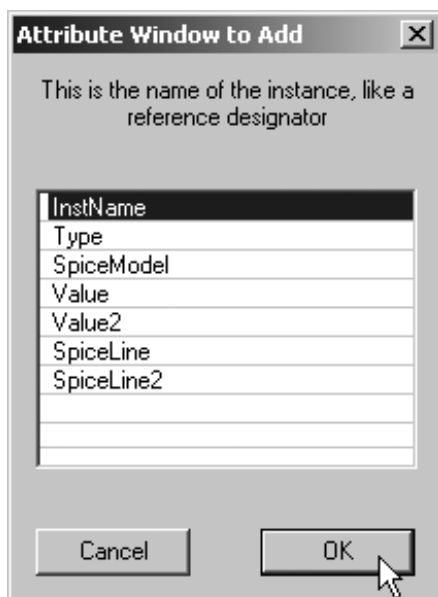 Attribute Window to Add
This is the name of the instance, like a
reference designator
InstName
Type
SpiceModel
Value
Value2
SpiceLine
SpiceLine2
Cancel
OK